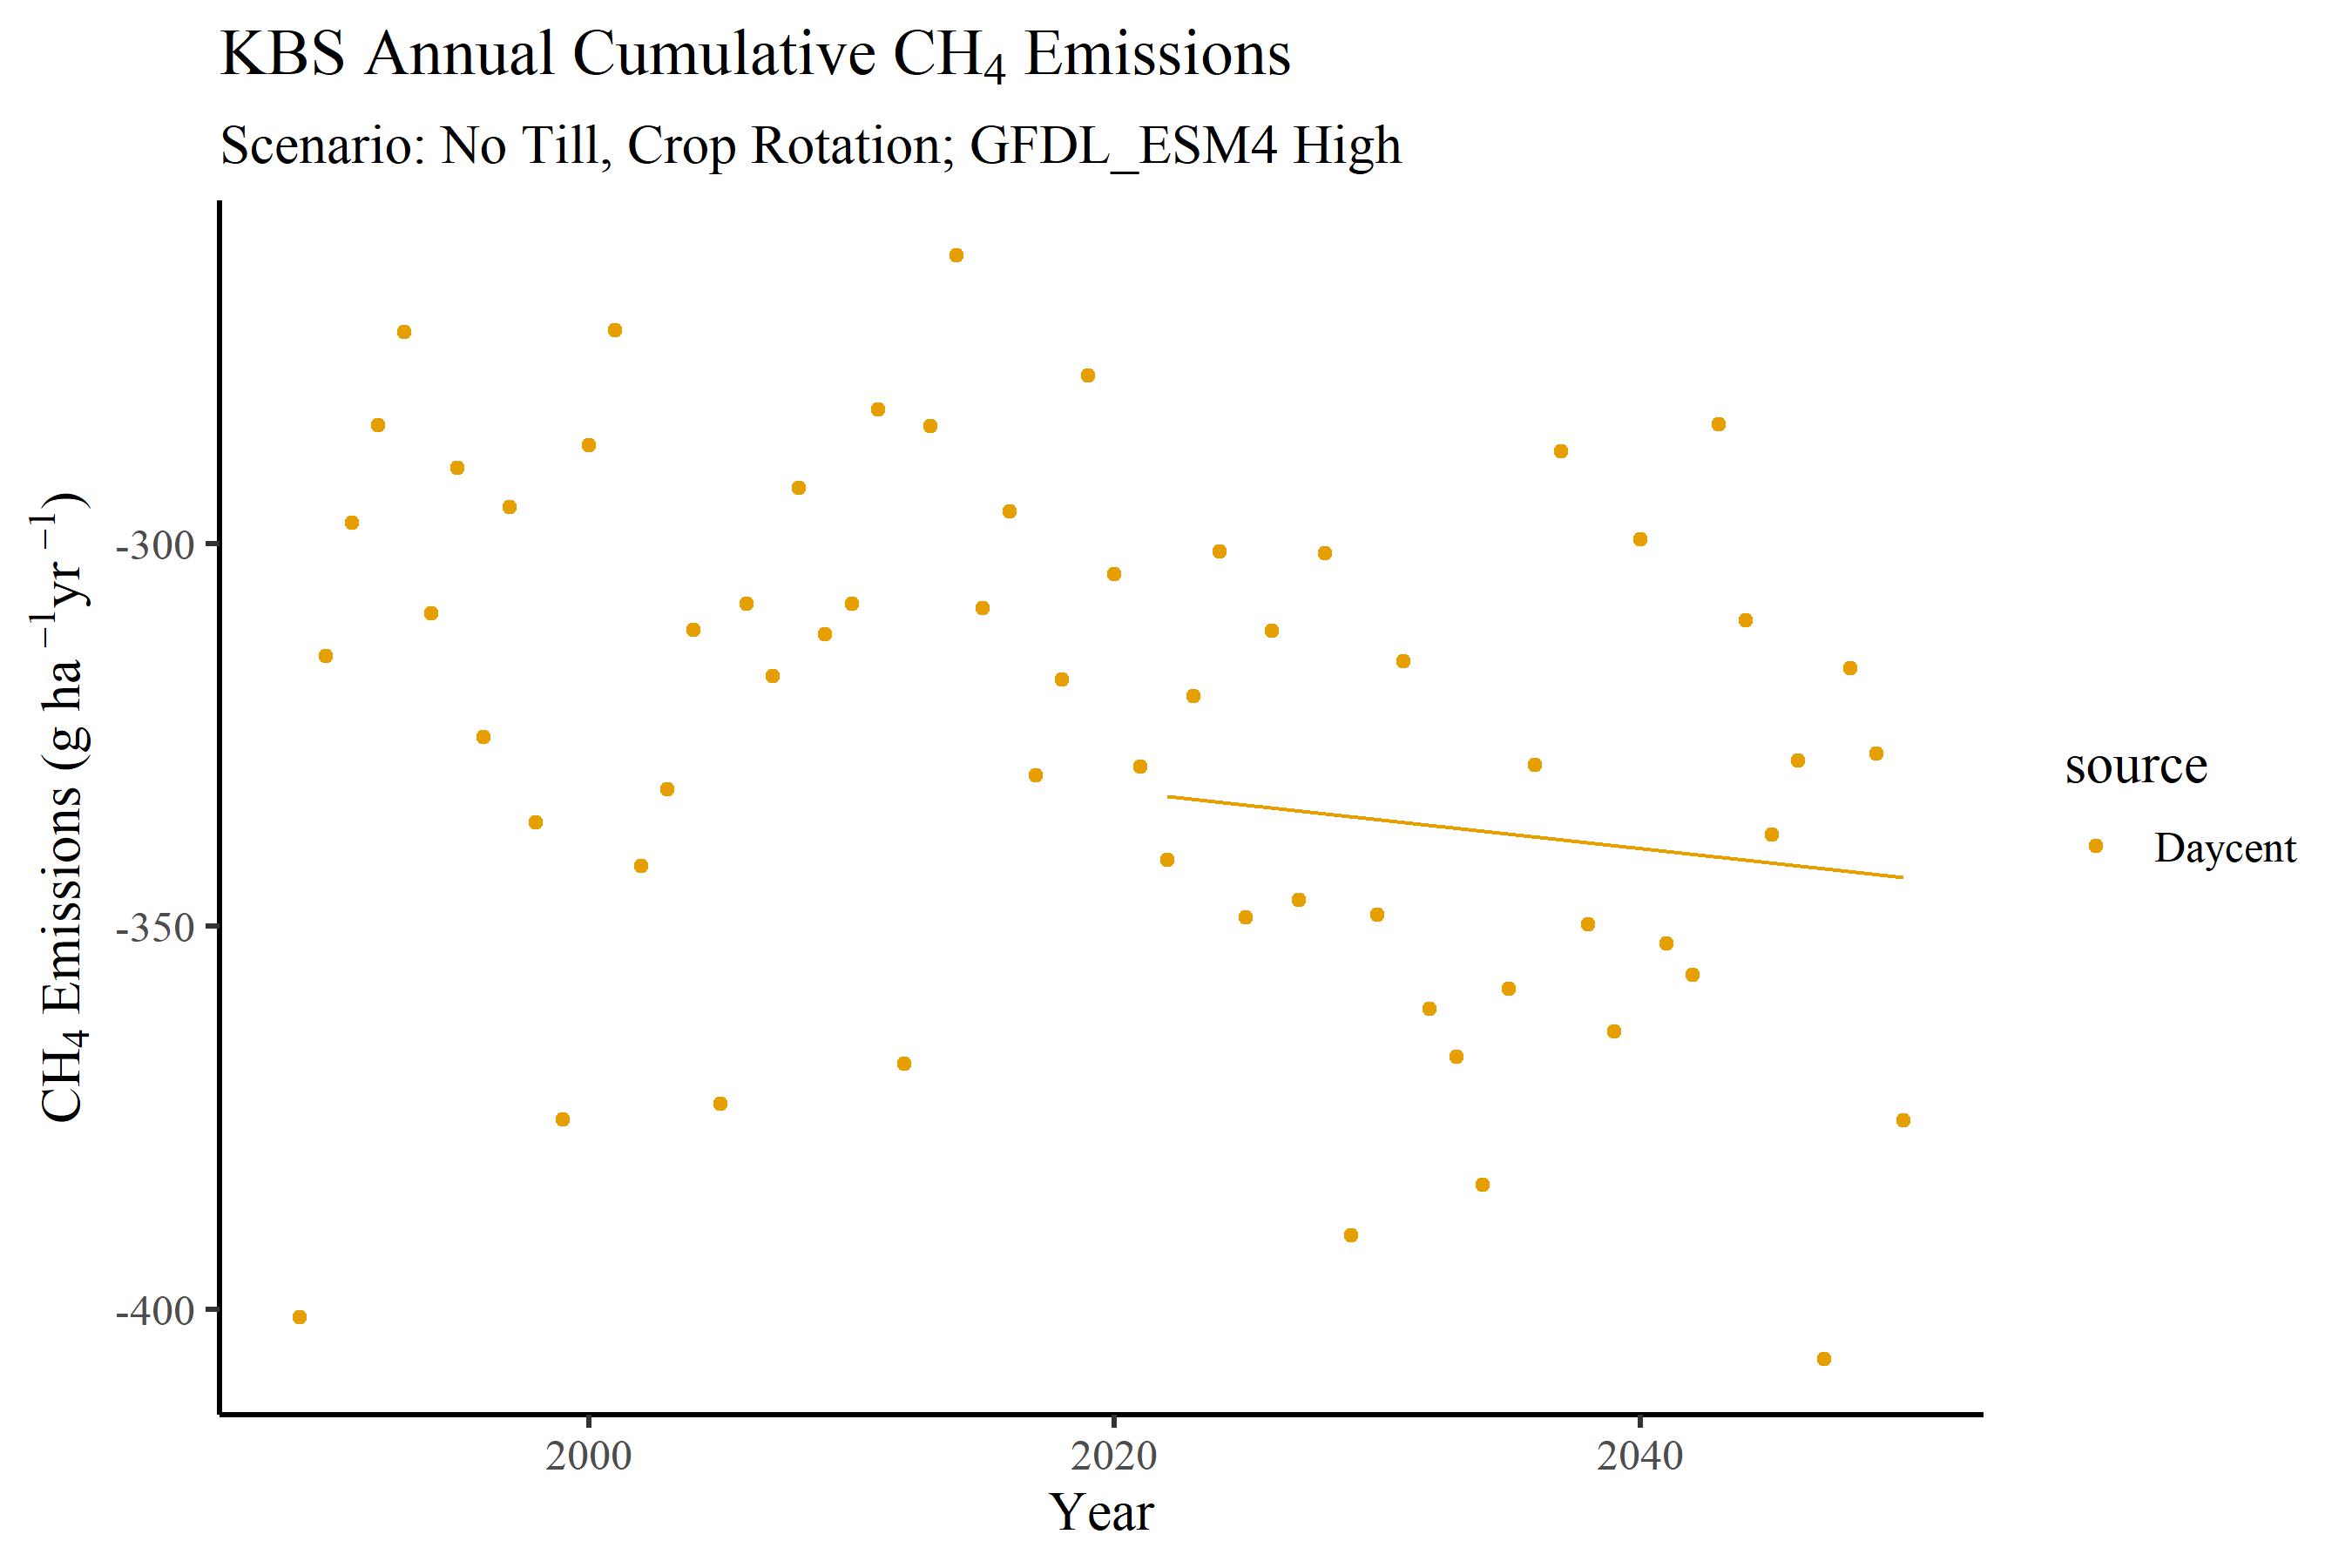 KBS Annual Cumulative CH₄ Emissions
Scenario: No Till, Crop Rotation; GFDL_ESM4 High
CH₄ Emissions (g ha ⁻¹yr ⁻¹)
-300
-350
-400
2000
2020
2040
Year
source
Daycent